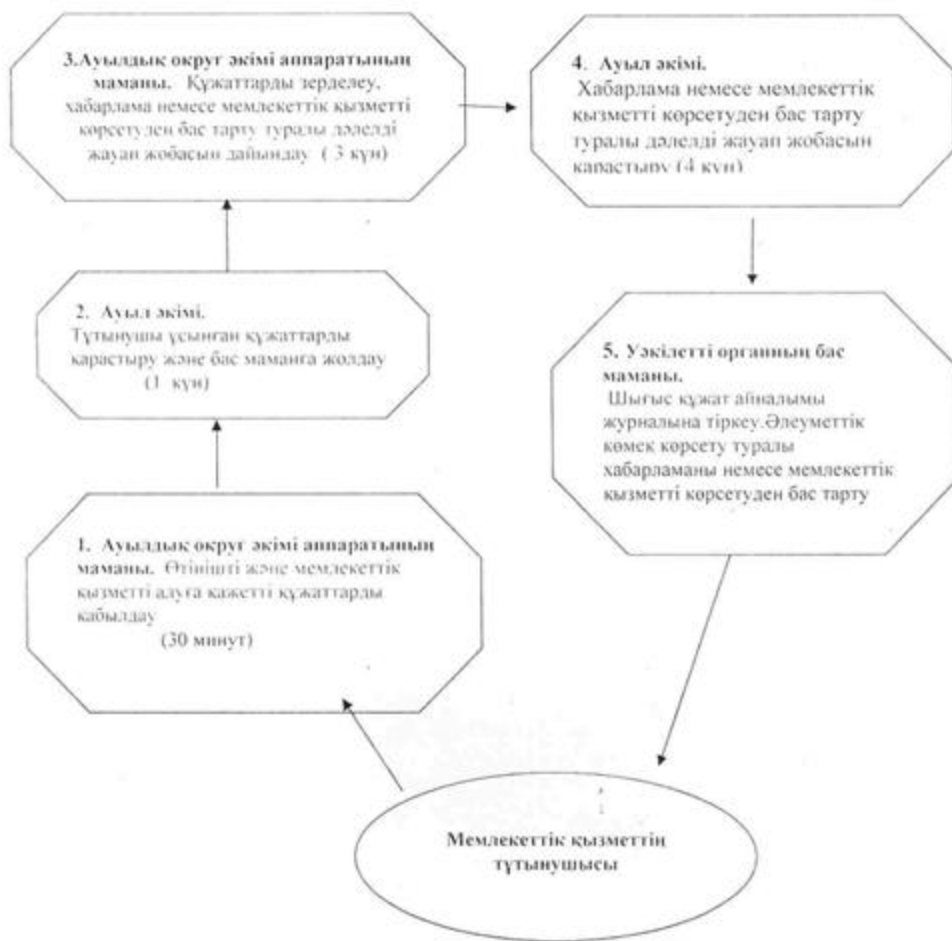 3.Ауылдық округ әкімі аппаратының
маманы. Құжаттарды зерделеу,
хабарлама немесе мемлекеттік қызметті
көрсетуден бас тарту туралы дәлелді
жауап жобасын дайындау ( 3 күн)
4. Ауыл әкімі.
Хабарлама немесе мемлекеттік
қызметті көрсетуден бас тарту
туралы дәлелді жауап жобасын
қарастыру (4 күн)
2. Ауыл әкімі.
Тұтынушы ұсынған құжаттарды
қарастыру және бас маманға жолдау
(1 күн)
5. Уәкілетті органның бас
маманы.
Шығыс құжат айналымы
журналына тіркеу.Әлеуметтік
көмек көрсету туралы
хабарламаны немесе мемлекеттік
қызметті көрсетуден бас тарту
1. Ауылдық округ әкімі аппаратының
маманы. Өтінішті және мемлекеттік
қызметті алуға қажетті құжаттарды
қабылдау
(30 минут)
Мемлекеттік қызметтің
тұтынушысы